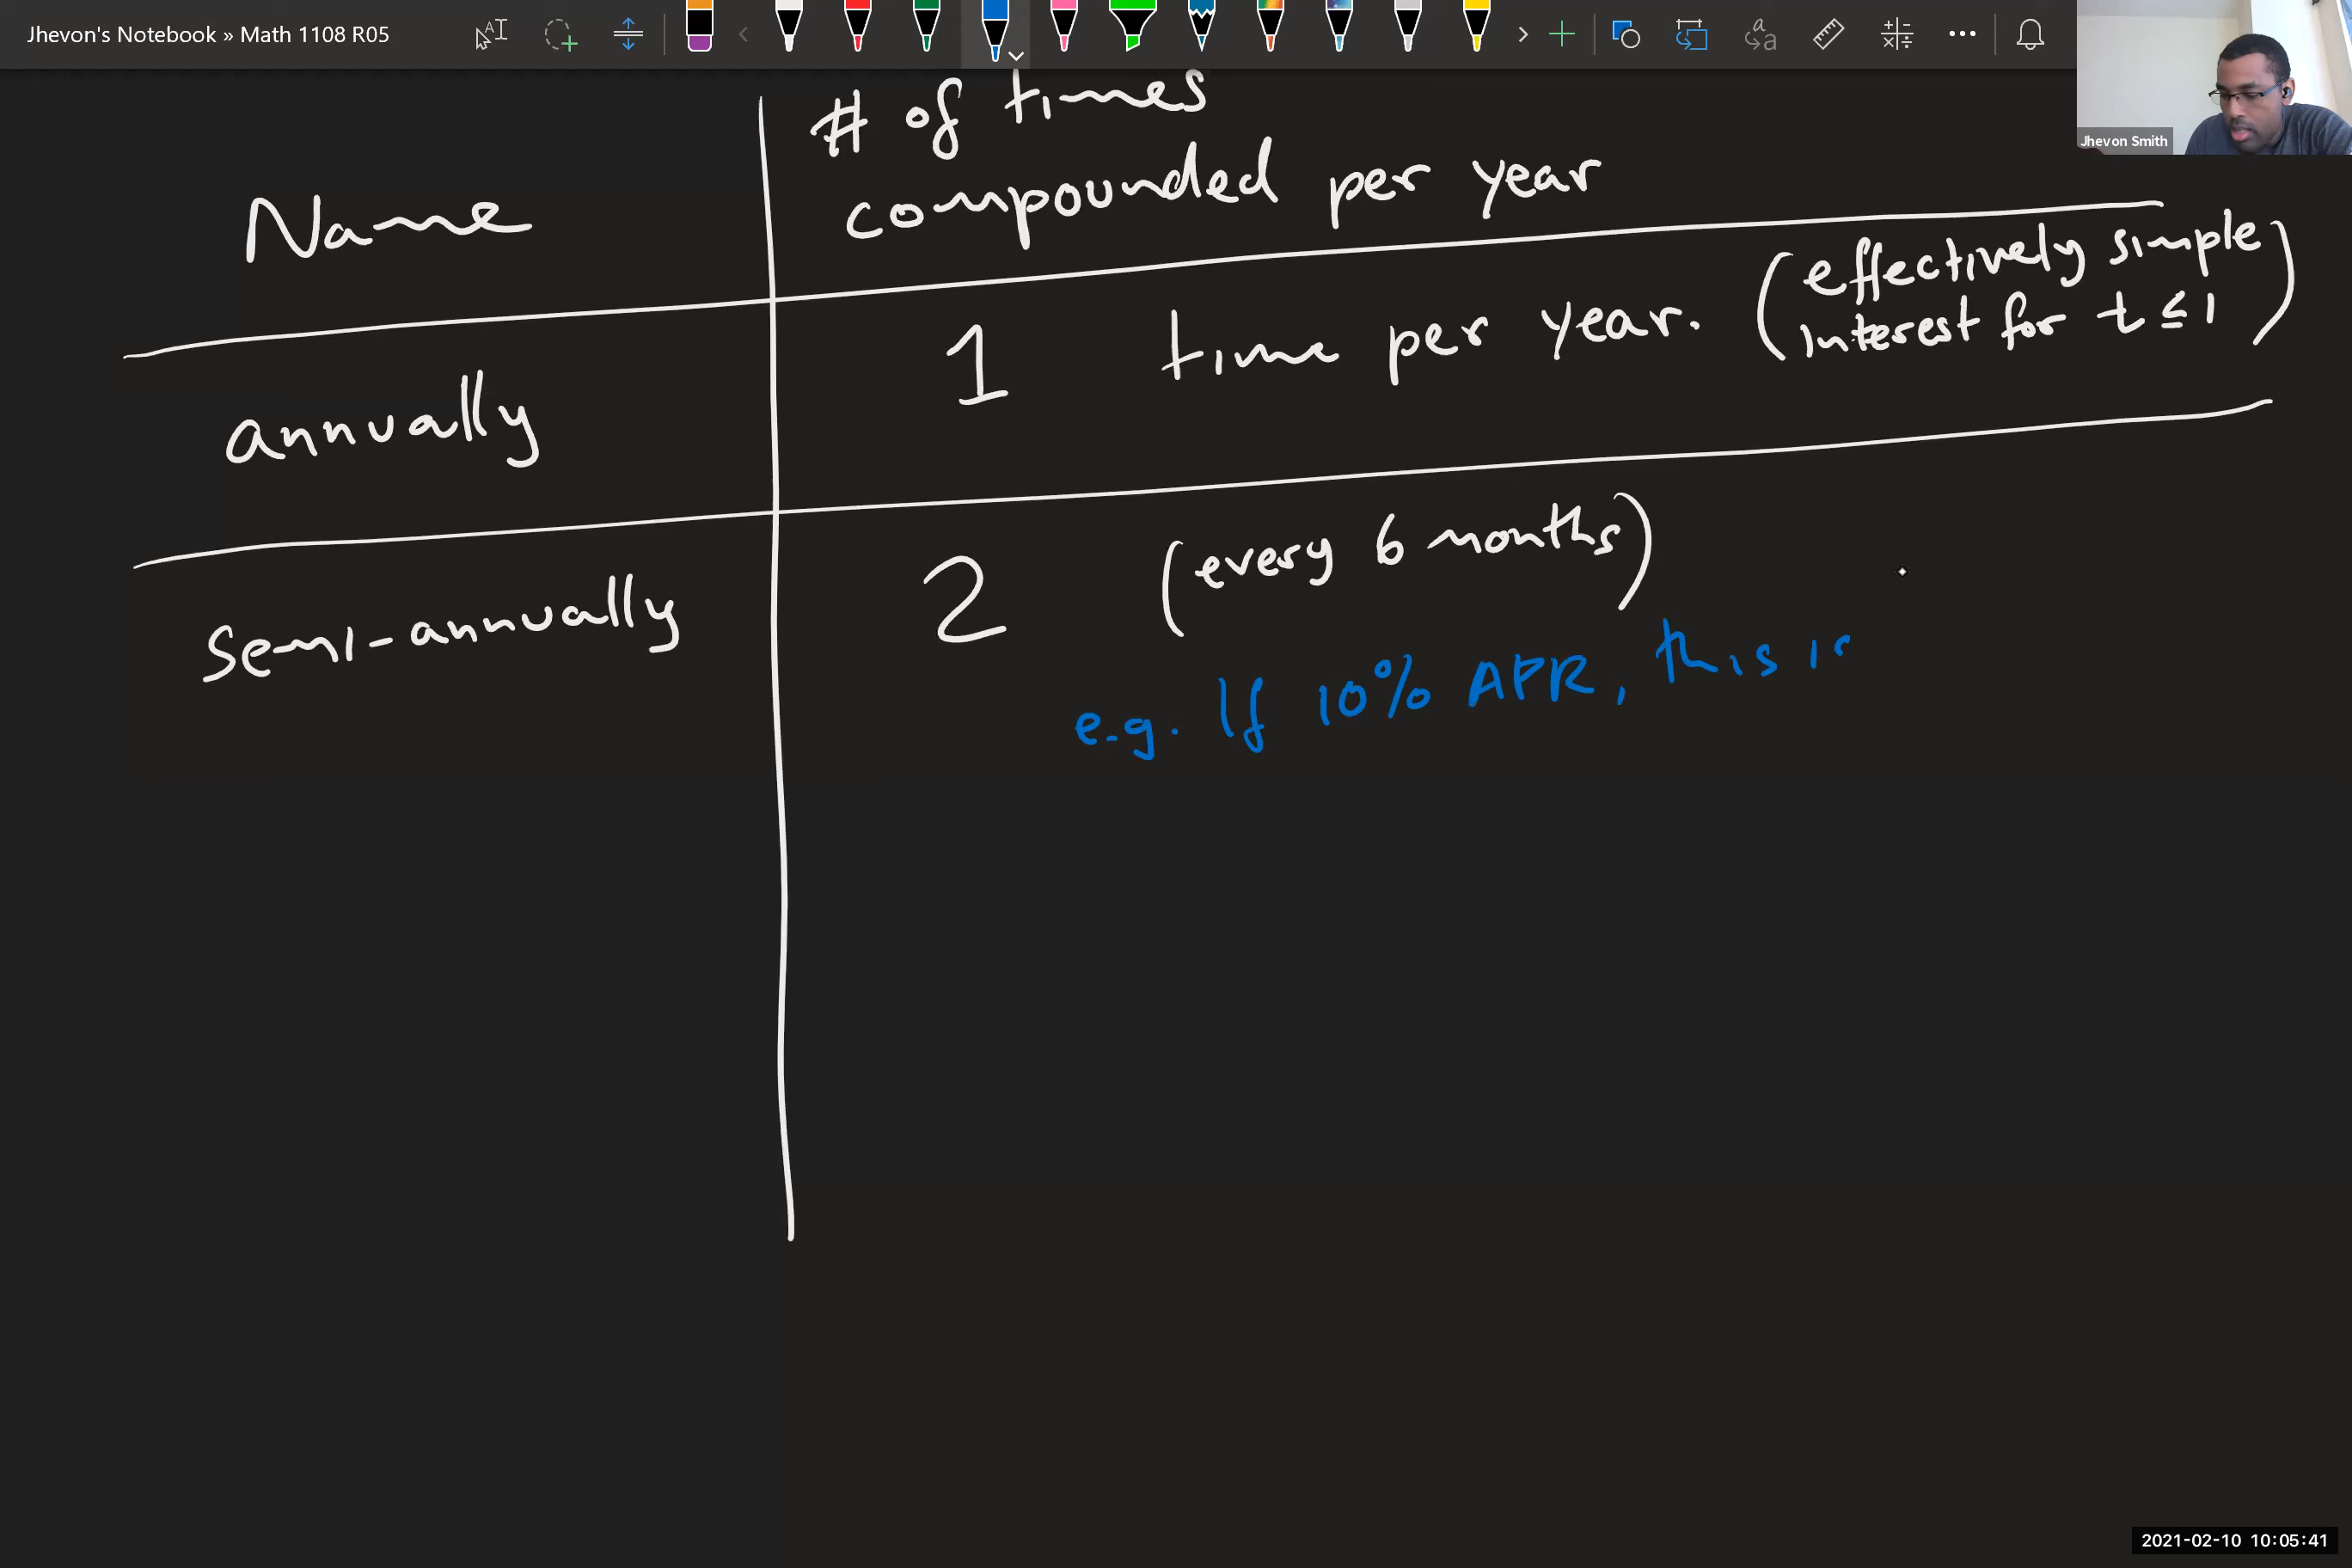 Jhevon's Notebook » Math 1108 R05
Jhevon Smith
# of times
compounded per year
Name
1 time per year. (effectively simple
interest for t ≤ 1)
annually
2 (every 6 months)
semi-annually
e.g. If 10% APR, this is
2021-02-10 10:05:41